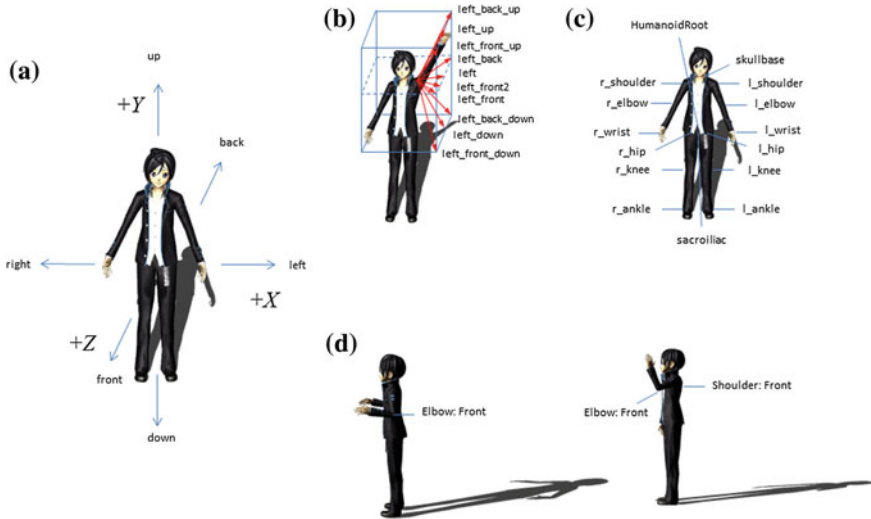 (a)
up
+Y
back
right
left
+X
+Z
front
down
(b)
left_back_up
left_up
left_front_up
left_back
left
left_front2
left_front
left_back_down
left_down
left_front_down
(c)
HumanoidRoot
skullbase
r_shoulder
l_shoulder
r_elbow
l_elbow
r_wrist
l_wrist
r_hip
l_hip
r_knee
l_knee
r_ankle
l_ankle
sacroiliac
(d)
Elbow: Front
Shoulder: Front
Elbow: Front